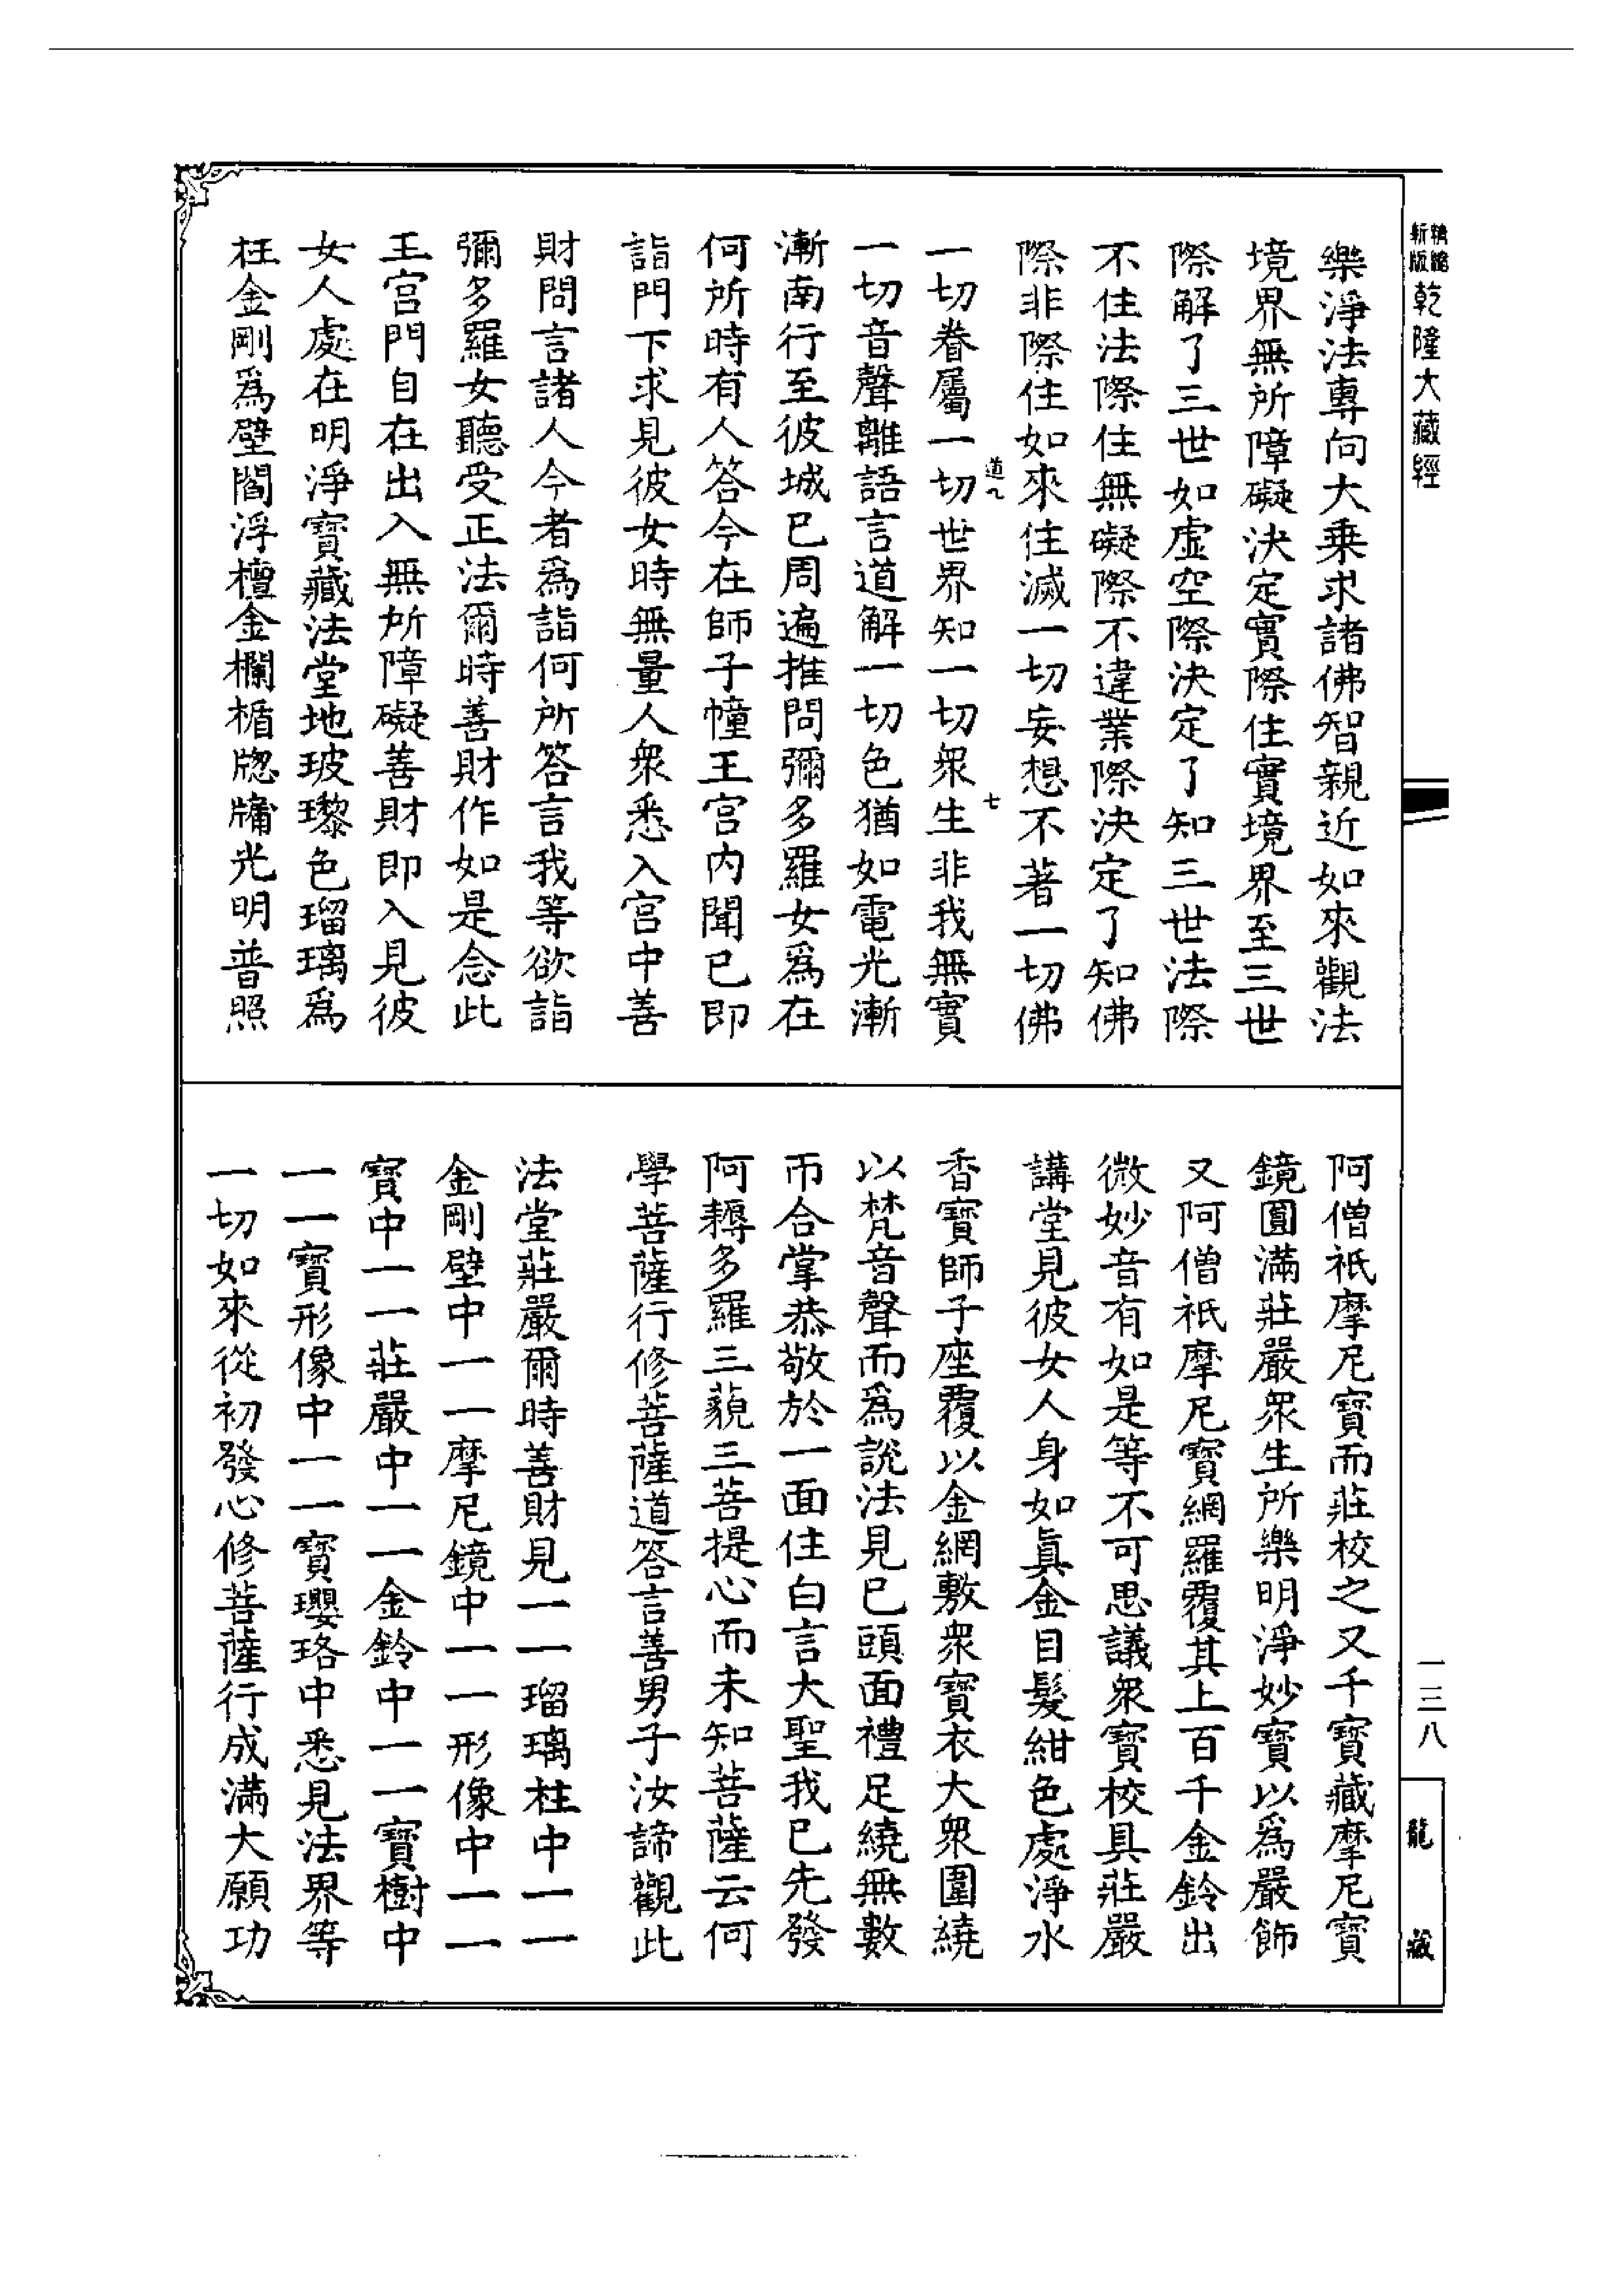 新版精縮乾隆大藏經
樂淨法專向大乗求諸佛智親近如來觀法
境界無所障礙決定實際住實境界至三世
際解了三世如虛空際決定了知三世法際
不住法際住無礙際不違業際決定了知佛
際非際住如來住滅一切妄想不著一切佛
道九 七
一切眷屬一切世界知一切衆生非我無實
一切音聲離語言道解一切色猶如電光漸
漸南行至彼城已周遍推問彌多羅女爲在
何所時有人答今在師子幢王宮内聞已即
詣門下求見彼女時無量人衆悉入宮中善
財問言諸人今者爲詣何所答言我等欲詣
彌多羅女聽受正法爾時善財作如是念此
王宮門自在出入無所障礙善財即入見彼
女人處在明淨寶藏法堂地玻瓈色瑠璃爲
柱金剛爲壁閻浮檀金欄楯牎牗光明普照
阿僧祇摩尼寶而莊校之又千寶藏摩尼寶
鏡圓滿莊嚴衆生所樂明淨妙寶以爲嚴飾
又阿僧祇摩尼寶網羅覆其上百千金鈴出
微妙音有如是等不可思議衆寶校具莊嚴
講堂見彼女人身如眞金目髮紺色處淨水
香寶師子座覆以金網敷衆寶衣大衆圍繞
以梵音聲而爲説法見已頭面禮足繞無數
帀合掌恭敬於一面住白言大聖我已先發
阿耨多羅三藐三菩提心而未知菩薩云何
學菩薩行修菩薩道答言善男子汝諦觀此
法堂莊嚴爾時善財見一一瑠璃柱中一一
金剛壁中一一摩尼鏡中一一形像中一一
寶中一一莊嚴中一一金鈴中一一寶樹中
一一寶形像中一一寶瓔珞中悉見法界等
一切如來從初發心修菩薩行成滿大願功
一三八
龍藏